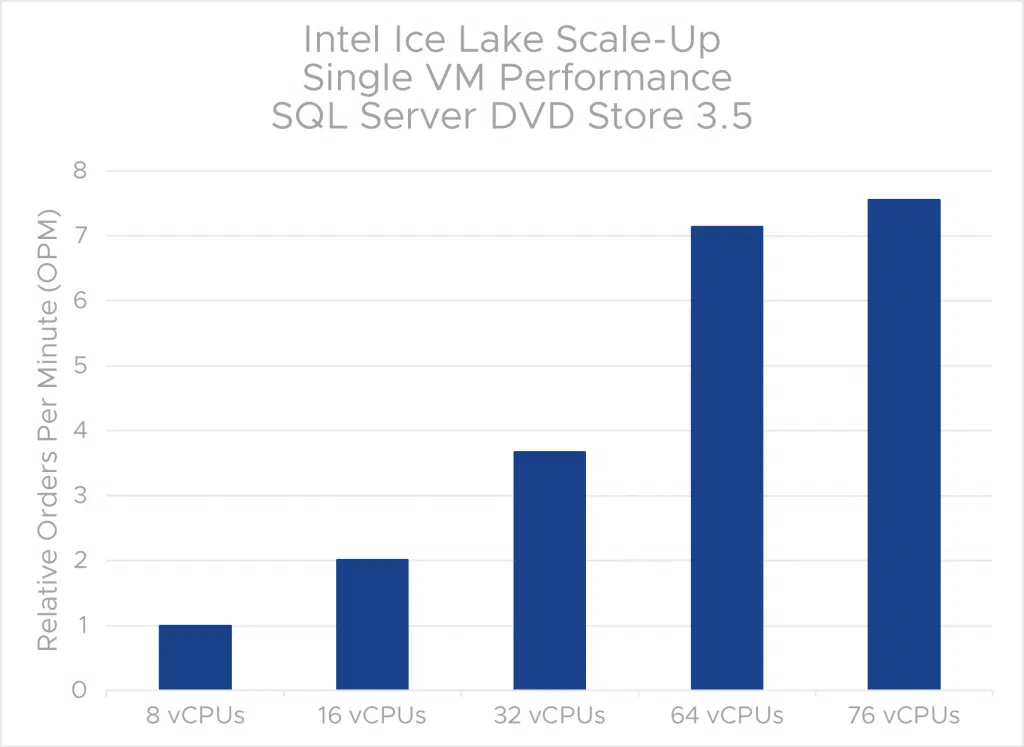 Intel Ice Lake Scale-Up
Single VM Performance
SQL Server DVD Store 3.5
Relative Orders Per Minute (OPM)
8
7
6
5
4
3
2
1
0
8 vCPUs
16 vCPUs
32 vCPUs
64 vCPUs
76 vCPUs